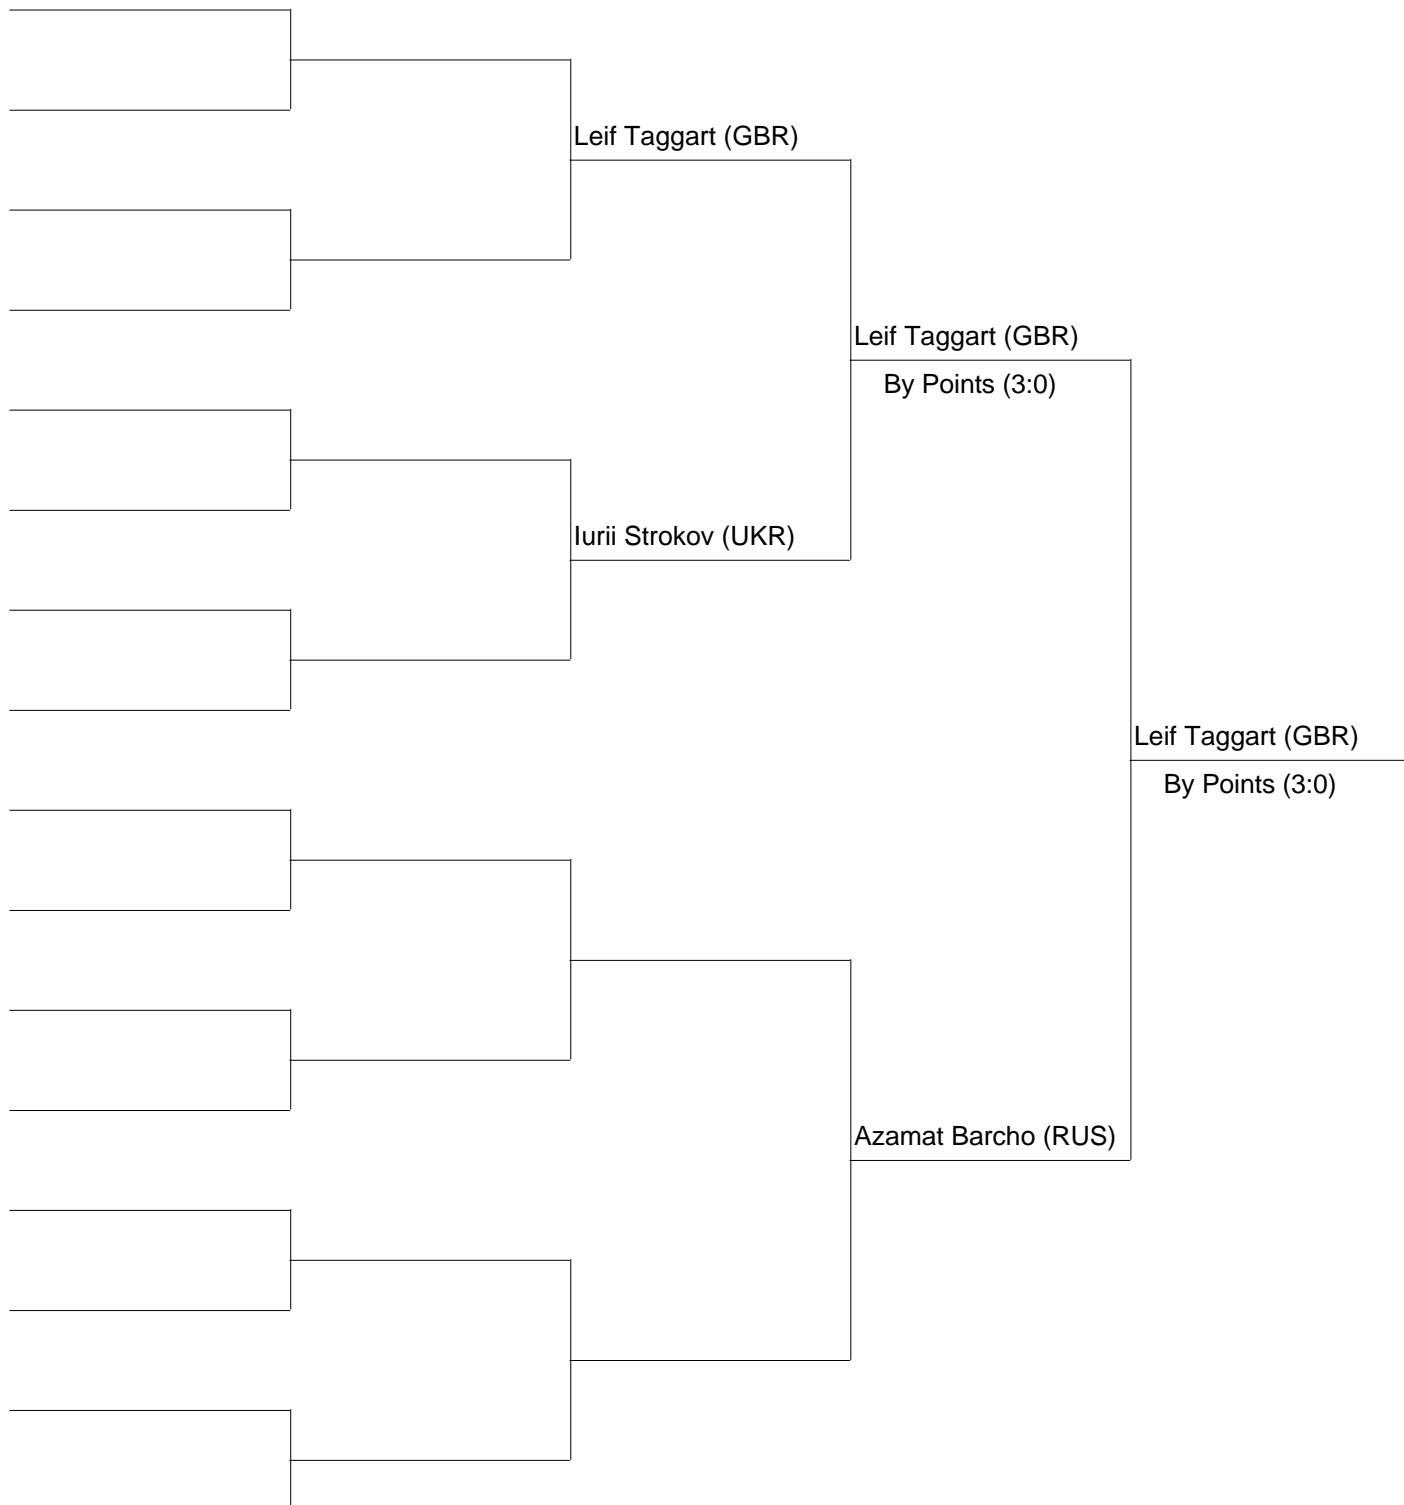 Leif Taggart (GBR)
Leif Taggart (GBR)
By Points (3:0)
Iurii Strokov (UKR)
Leif Taggart (GBR)
By Points (3:0)
Azamat Barcho (RUS)